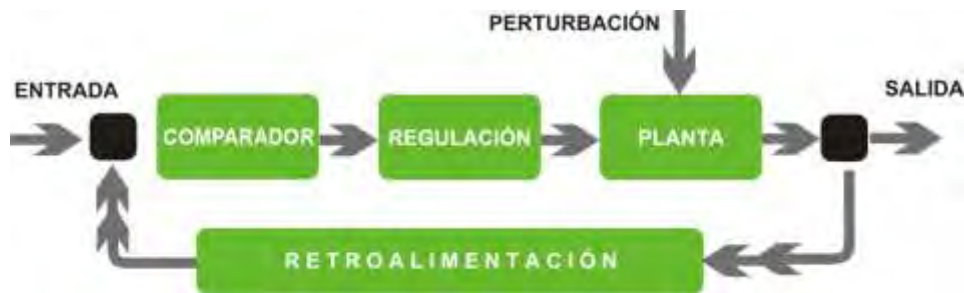 PERTURBACIÓN
ENTRADA
SALIDA
COMPARADOR
REGULACIÓN
PLANTA
RETROALIMENTACIÓN